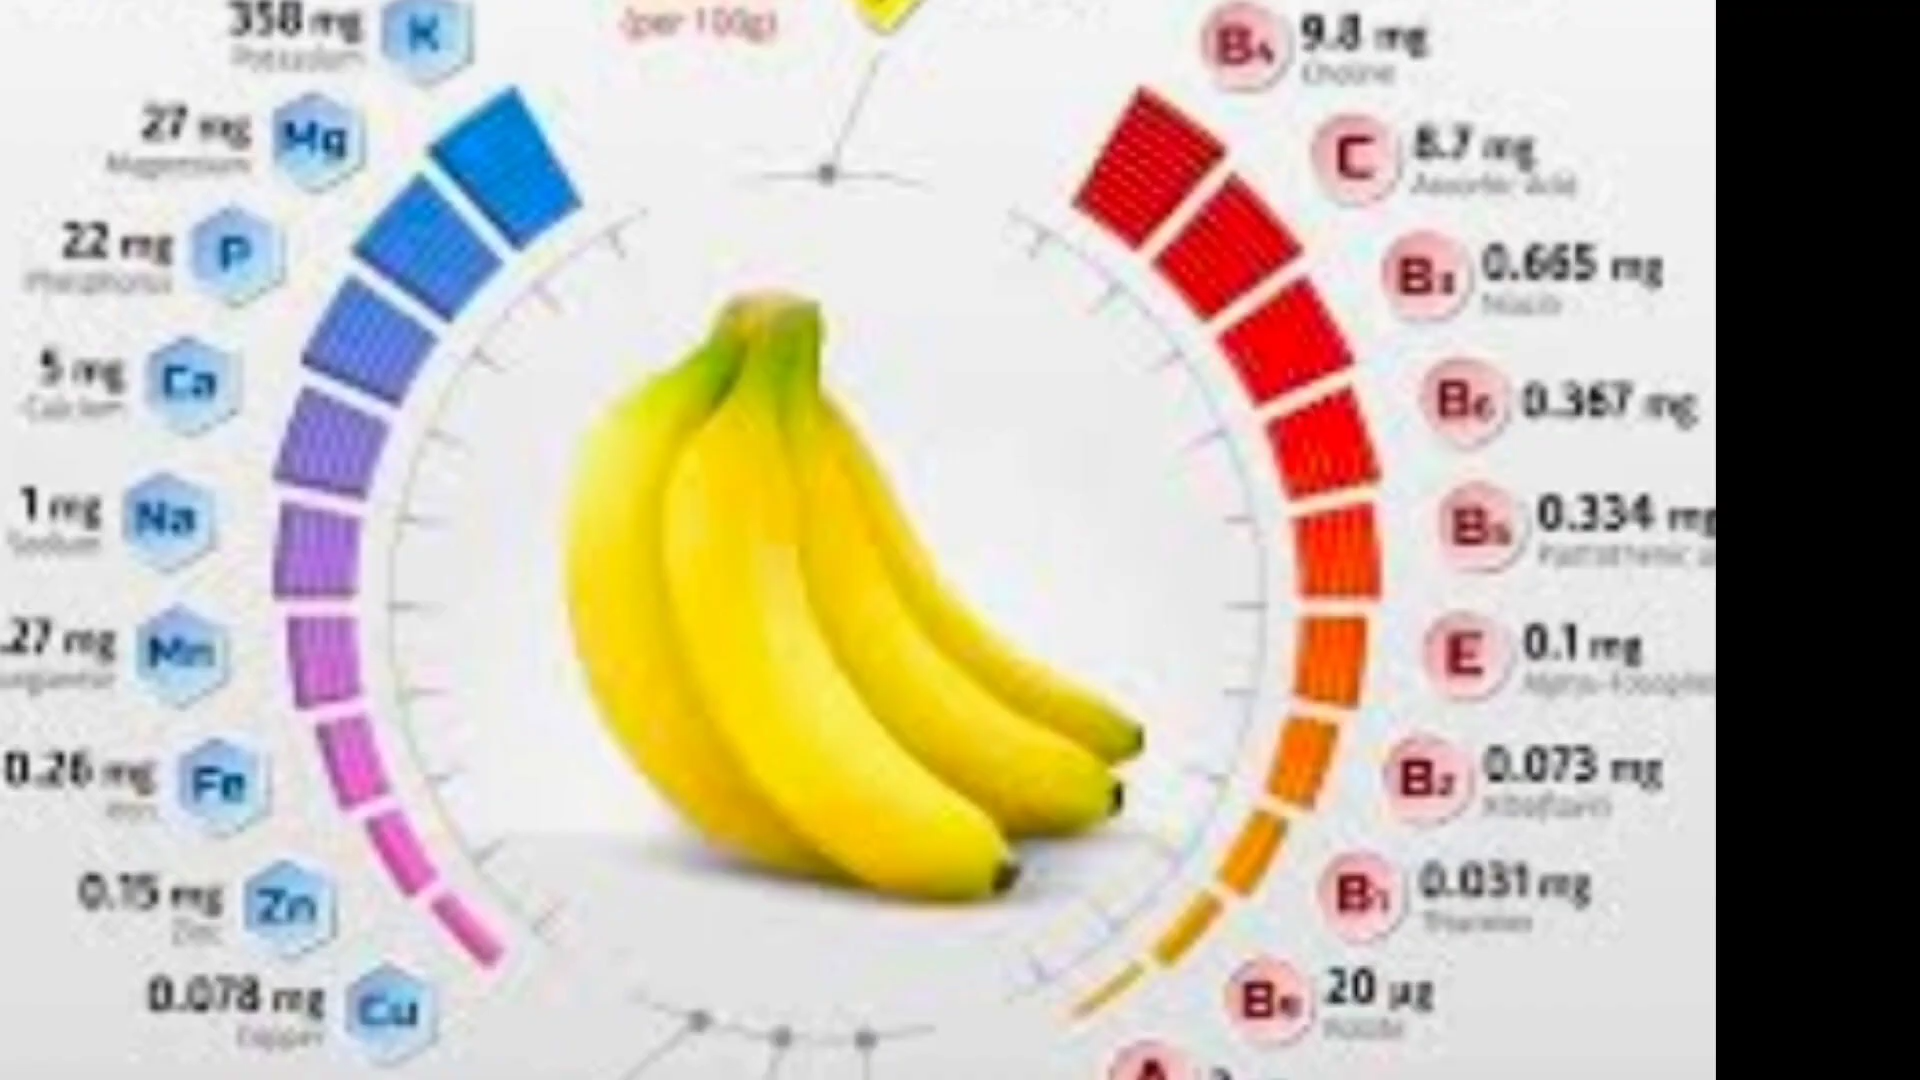 358 mg K
(per 100g)
27 mg Mg
Magnesium
22 mg P
Phosphorus
5 mg Ca
Calcium
1 mg Na
Sodium
.27 mg Mn
0.26 mg Fe
Iron
0.15 mg Zn
Zinc
0.078 mg Cu
Copper
B4 9.8 mg
Choline
C 8.7 mg
Ascorbic Acid
B3 0.665 mg
Niacin
B6 0.367 mg
B5 0.334 mg
Pantothenic
E 0.1 mg
B2 0.073 mg
Riboflavin
B1 0.031 mg
Thiamine
B9 20 µg
Folate
A